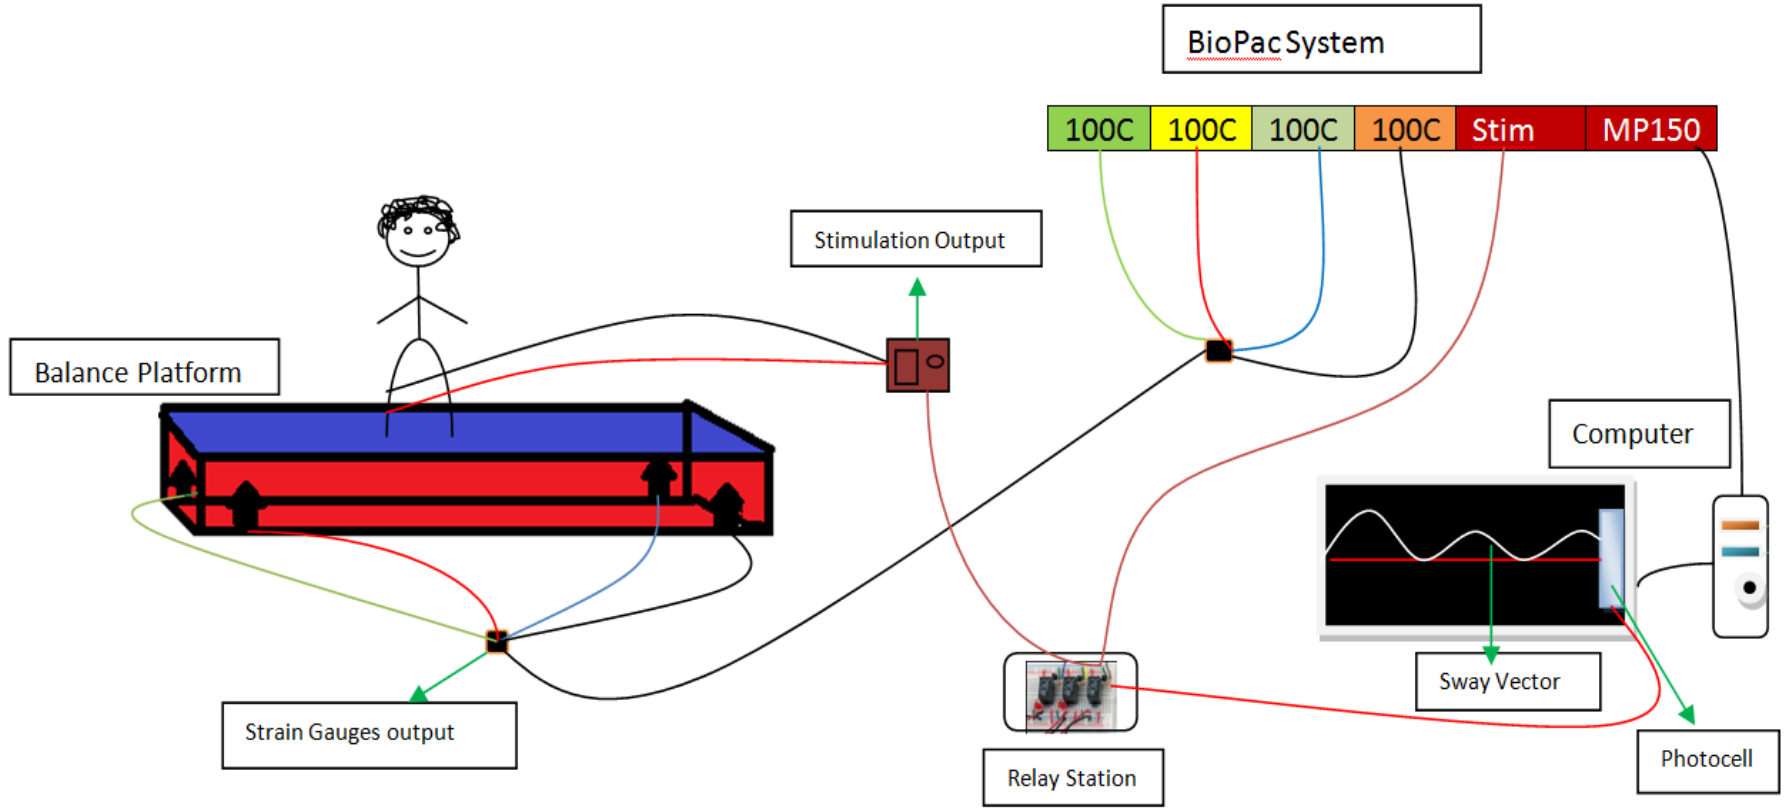 BioPac System
100C 100C 100C 100C Stim MP150
Stimulation Output
Balance Platform
Computer
Sway Vector
Strain Gauges output
Photocell
Relay Station